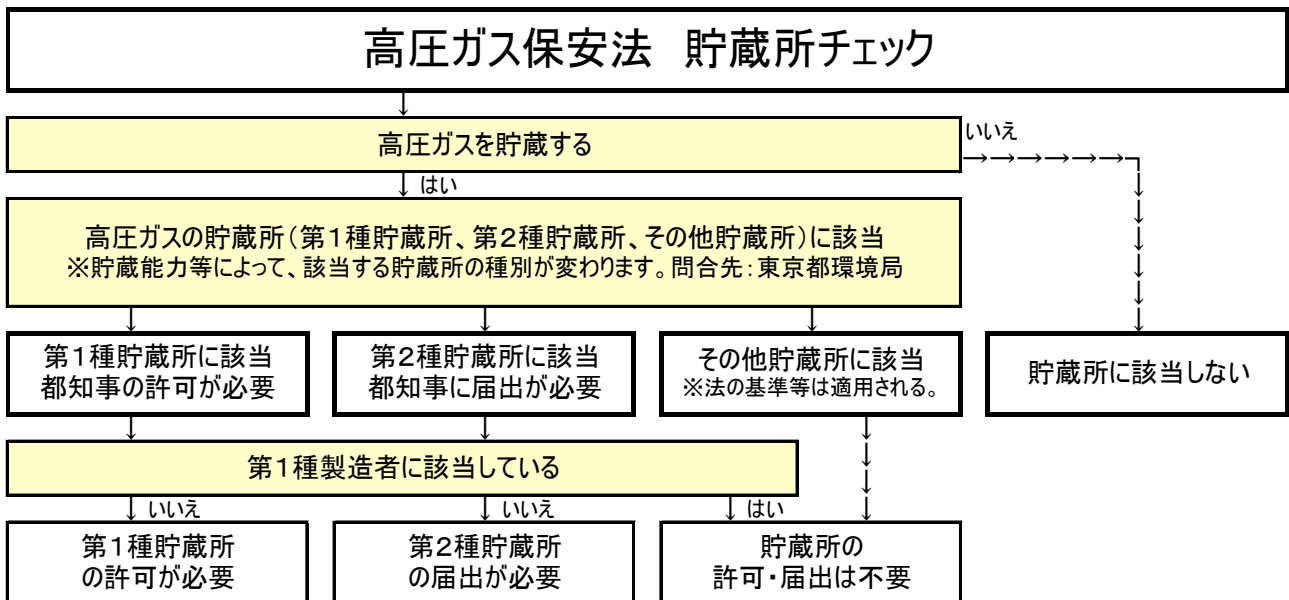 高圧ガス保安法　貯蔵所チェック
高圧ガスを貯蔵する
いいえ
はい
高圧ガスの貯蔵所（第１種貯蔵所、第２種貯蔵所、その他貯蔵所）に該当
※貯蔵能力等によって、該当する貯蔵所の種別が変わります。問合先：東京都環境局
第１種貯蔵所に該当
都知事の許可が必要
第２種貯蔵所に該当
都知事に届出が必要
その他貯蔵所に該当
※法の基準等は適用される。
貯蔵所に該当しない
第１種製造者に該当している
いいえ
いいえ
はい
第１種貯蔵所
の許可が必要
第２種貯蔵所
の届出が必要
貯蔵所の
許可・届出は不要